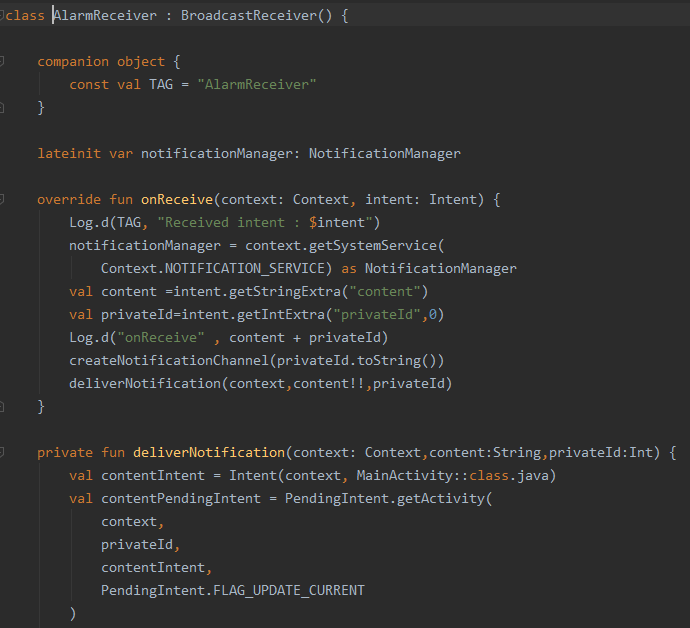 class AlarmReceiver : BroadcastReceiver() {
companion object {
const val TAG = "AlarmReceiver"
}
lateinit var notificationManager: NotificationManager
override fun onReceive(context: Context, intent: Intent) {
Log.d(TAG, "Received intent : $intent")
notificationManager = context.getSystemService(
Context.NOTIFICATION_SERVICE) as NotificationManager
val content =intent.getStringExtra("content")
val privateId=intent.getIntExtra("privateId",0)
Log.d("onReceive" , content + privateId)
createNotificationChannel(privateId.toString())
deliverNotification(context,content!!,privateId)
}
private fun deliverNotification(context: Context,content:String,privateId:Int) {
val contentIntent = Intent(context, MainActivity::class.java)
val contentPendingIntent = PendingIntent.getActivity(
context,
privateId,
contentIntent,
PendingIntent.FLAG_UPDATE_CURRENT
)